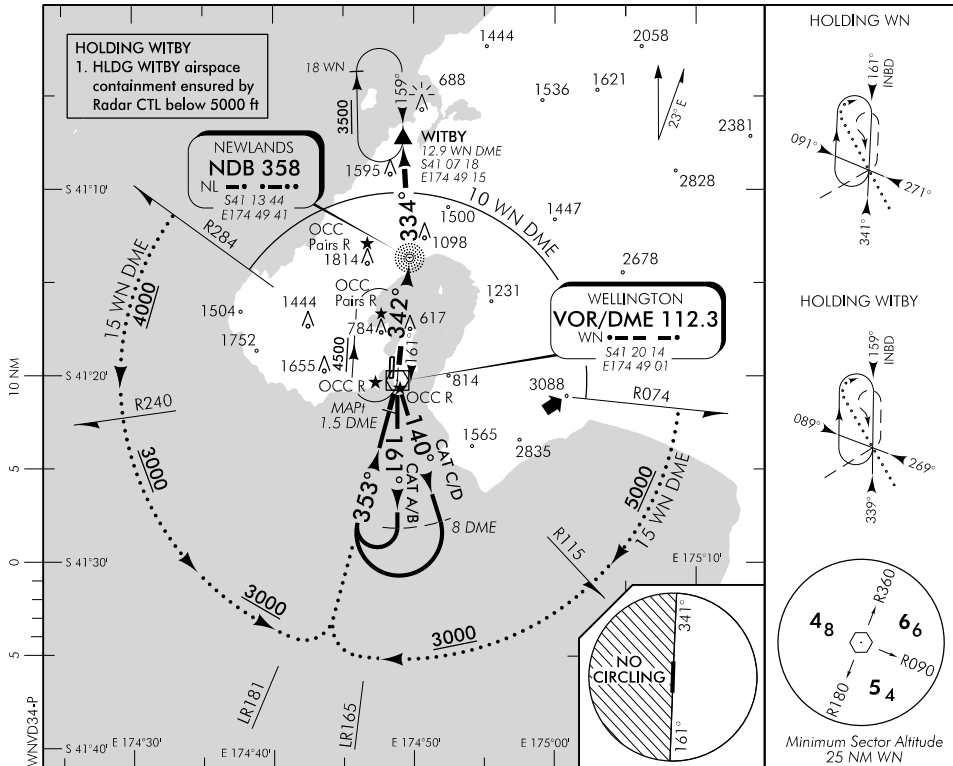 HOLDING WITBY
1. HLDG WITBY airspace
containment ensured by
Radar CTL below 5000 ft
18 WN
3500
159°
688
1444
2058
1621
1536
23° E
2381
NEWLANDS
NDB 358
NL
S41 13 44
E174 49 41
WITBY
12.9 WN DME
S41 07 18
E174 49 15
1595
2828
S 41°10'
R284
334°
10 WN DME
1500
1447
OCC
Pairs R
1814
1098
2678
15 WN DME
4000
OCC
Pairs R
1444
1504
1752
784
342°
617
1231
WELLINGTON
VOR/DME 112.3
WN
S41 20 14
E174 49 01
4500
161°
1655
10 NM
S 41°20'
OCC R
OCC R
814
3088
R074
R240
MAPt
1.5 DME
1565
2835
5
353°
161°
CAT A/B
140°
CAT C/D
8 DME
3000
5000
15 WN DME
R115
0
S 41°30'
E 175°10'
3000
3000
5
LR181
LR165
NO
CIRCLING
341°
161°
S 41°40'
E 174°30'
E 174°40'
E 174°50'
E 175°00'
WNVD34-P
HOLDING WN
161°
INBD
091°
271°
341°
HOLDING WITBY
159°
INBD
089°
269°
339°
R360
48
66
R090
54
R180
Minimum Sector Altitude
25 NM WN